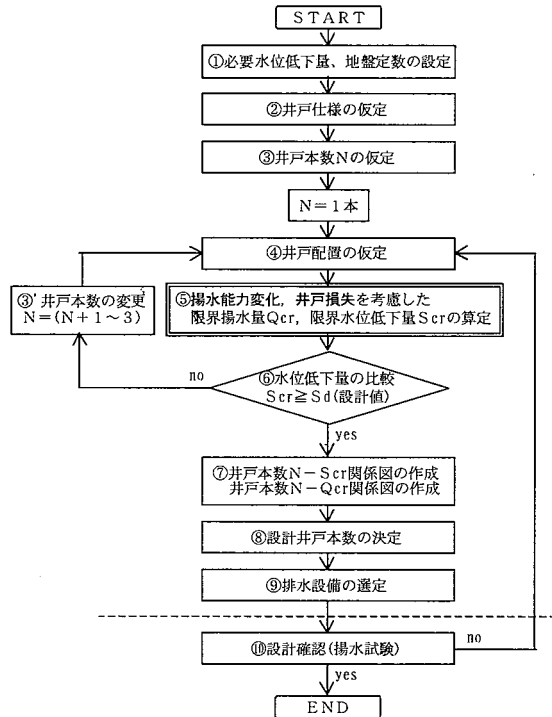 START
①必要水位低下量、地盤定数の設定
②井戸仕様の仮定
③井戸本数Nの仮定
N=1本
④井戸配置の仮定
③'井戸本数の変更
N=(N+1~3)
⑤揚水能力変化,井戸損失を考慮した
限界揚水量Qcr,限界水位低下量Scrの算定
no
⑥水位低下量の比較
Scr≧Sd(設計値)
yes
⑦井戸本数N-Scr関係図の作成
井戸本数N-Qcr関係図の作成
⑧設計井戸本数の決定
⑨排水設備の選定
⑩設計確認(揚水試験)
no
yes
END